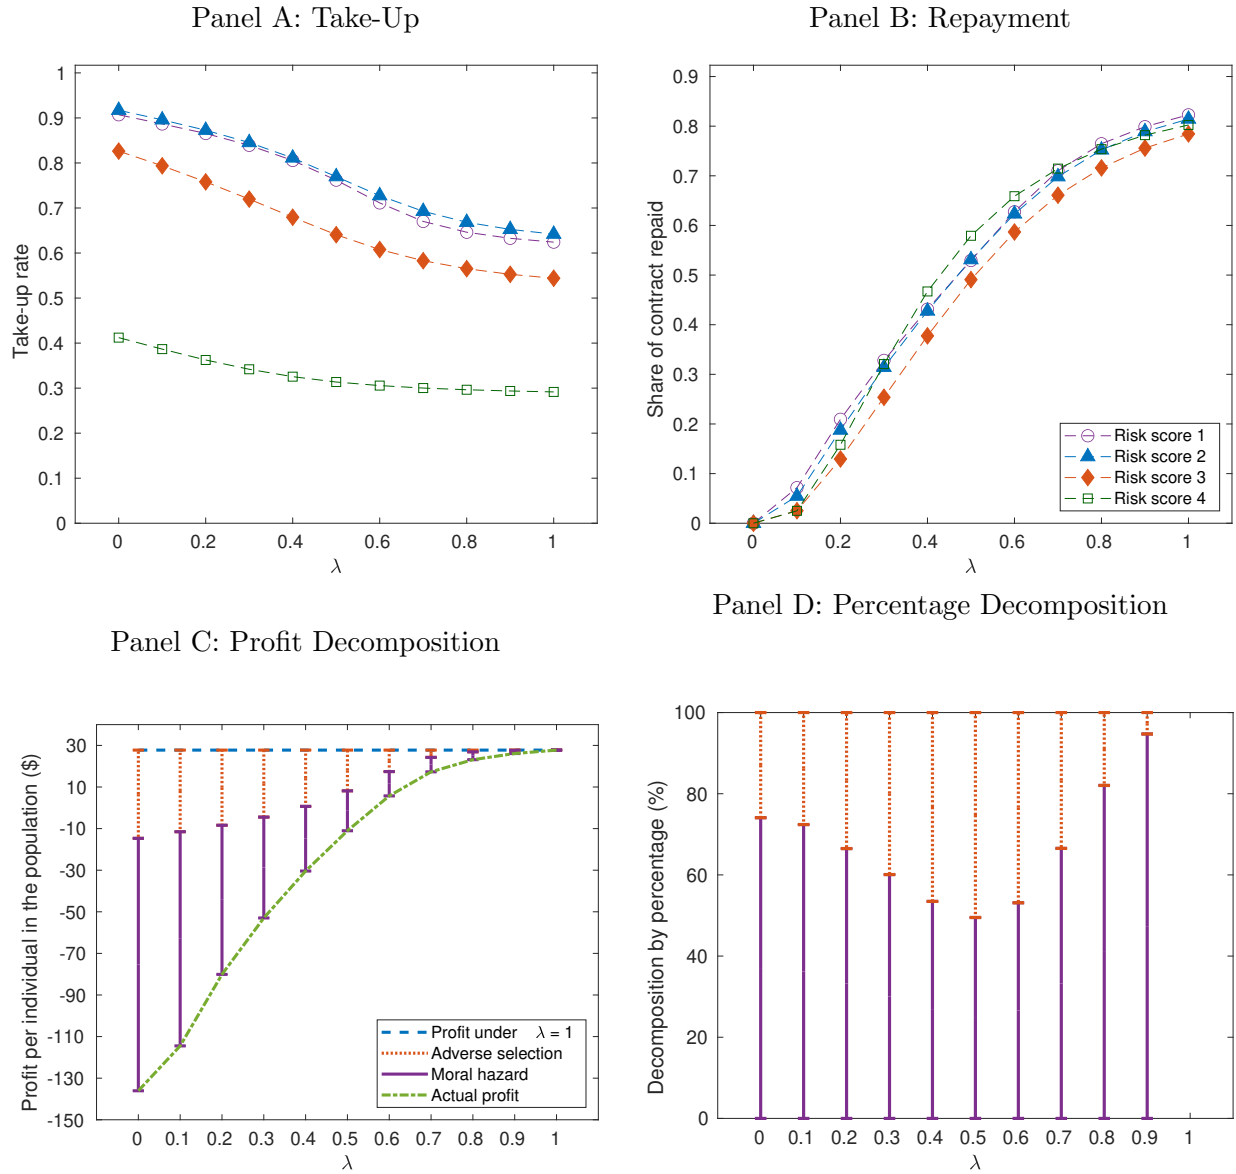 Panel A: Take-Up
1
0.9
0.8
0.7
0.6
0.5
0.4
0.3
0.2
0.1
0
Take-up rate
0 0.2 0.4 0.6 0.8 1
λ
Panel B: Repayment
0.9
0.8
0.7
0.6
0.5
0.4
0.3
0.2
0.1
0
Share of contract repaid
Risk score 1
Risk score 2
Risk score 3
Risk score 4
0 0.2 0.4 0.6 0.8 1
λ
Panel C: Profit Decomposition
30
10
-10
-30
-50
-70
-90
-110
-130
-150
Profit per individual in the population ($)
Profit under λ = 1
Adverse selection
Moral hazard
Actual profit
0 0.1 0.2 0.3 0.4 0.5 0.6 0.7 0.8 0.9 1
λ
Panel D: Percentage Decomposition
100
80
60
40
20
0
Decomposition by percentage (%)
0 0.1 0.2 0.3 0.4 0.5 0.6 0.7 0.8 0.9 1
λ